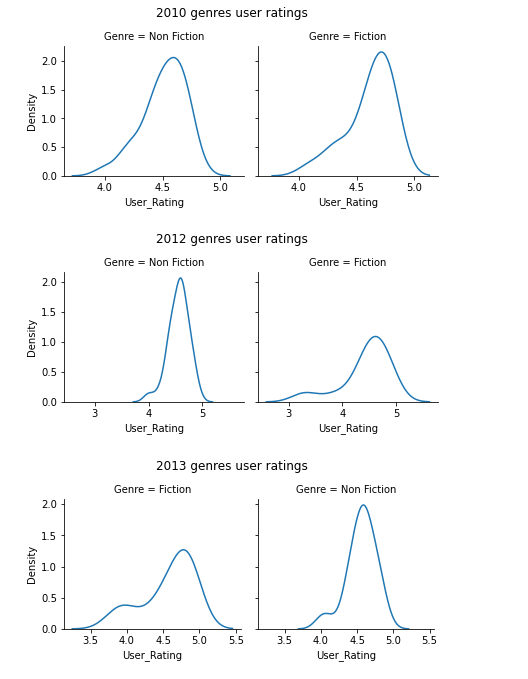 2010 genres user ratings
Genre = Non Fiction
Genre = Fiction
2.0
1.5
1.0
0.5
0.0
Density
4.0 4.5 5.0
4.0 4.5 5.0
User_Rating
User_Rating
2012 genres user ratings
Genre = Non Fiction
Genre = Fiction
2.0
1.5
1.0
0.5
0.0
Density
3 4 5
3 4 5
User_Rating
User_Rating
2013 genres user ratings
Genre = Fiction
Genre = Non Fiction
2.0
1.5
1.0
0.5
0.0
Density
3.5 4.0 4.5 5.0 5.5
3.5 4.0 4.5 5.0 5.5
User_Rating
User_Rating